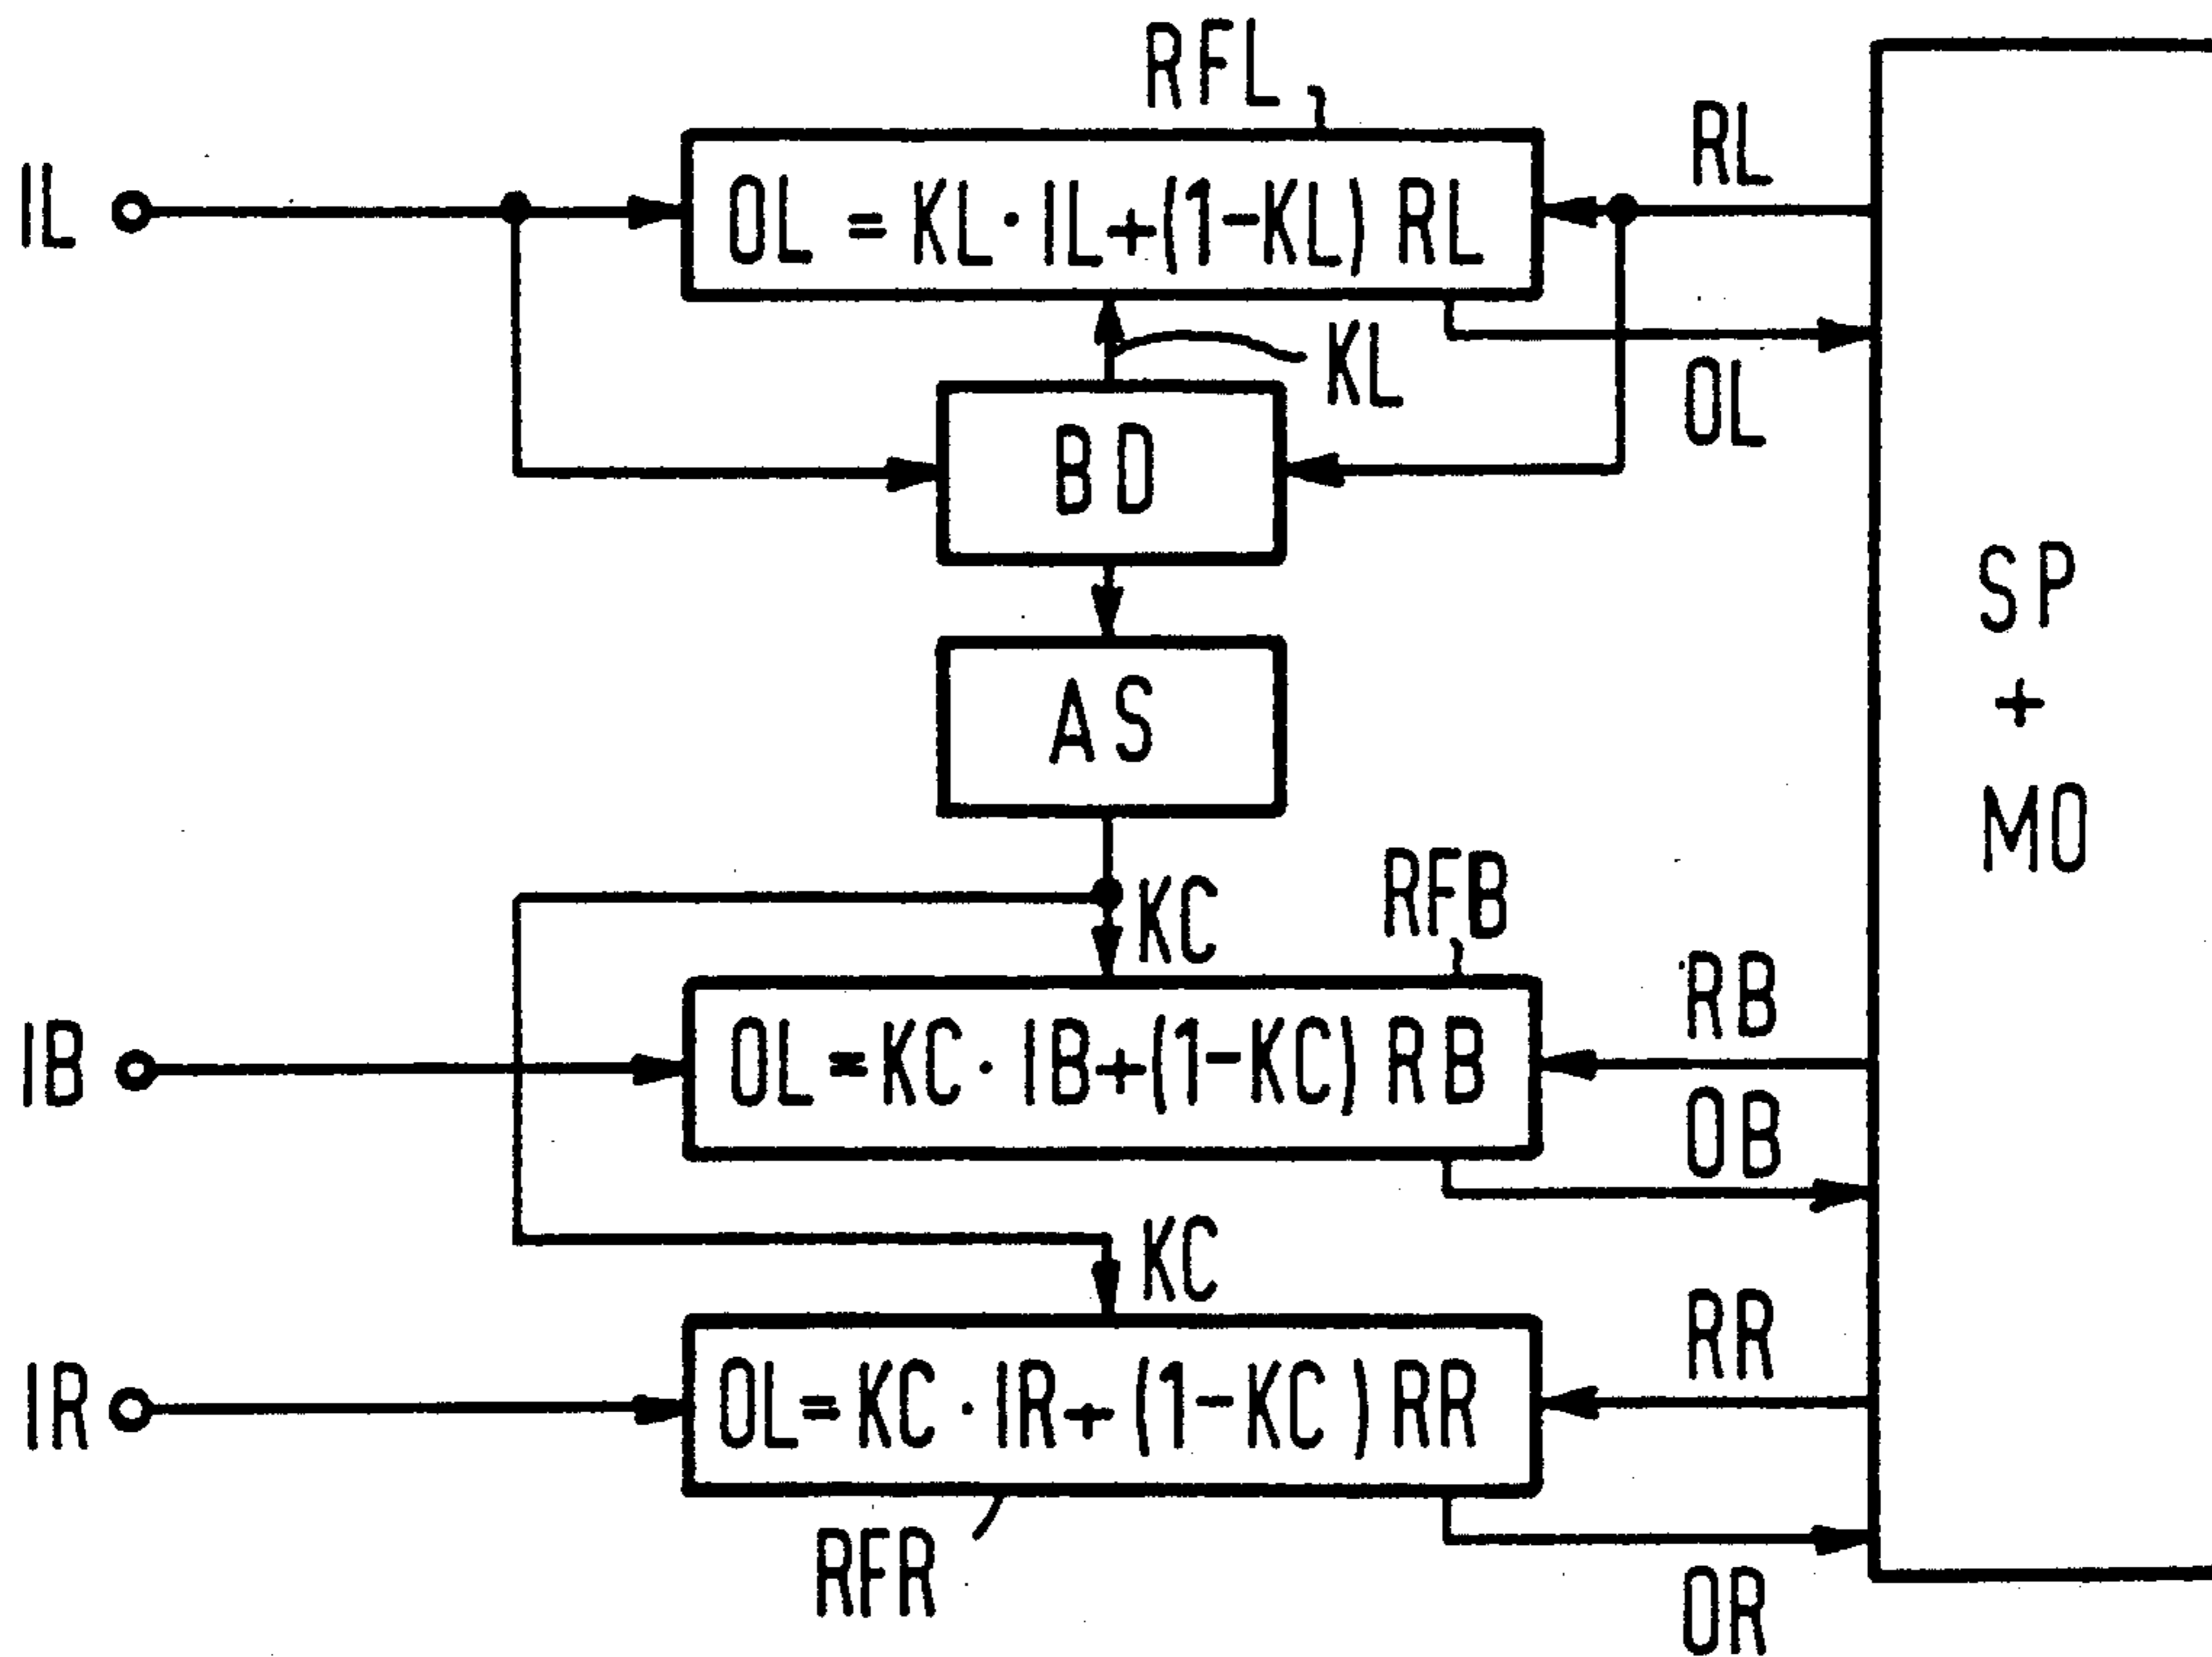 RFL
IL
OL = KL·IL+(1-KL) RL
RL
KL
OL
BD
SP
+
MO
AS
KC
RFB
IB
OL=KC·IB+(1-KC) RB
RB
OB
KC
IR
OL=KC·IR+(1-KC)RR
RR
RFR
OR